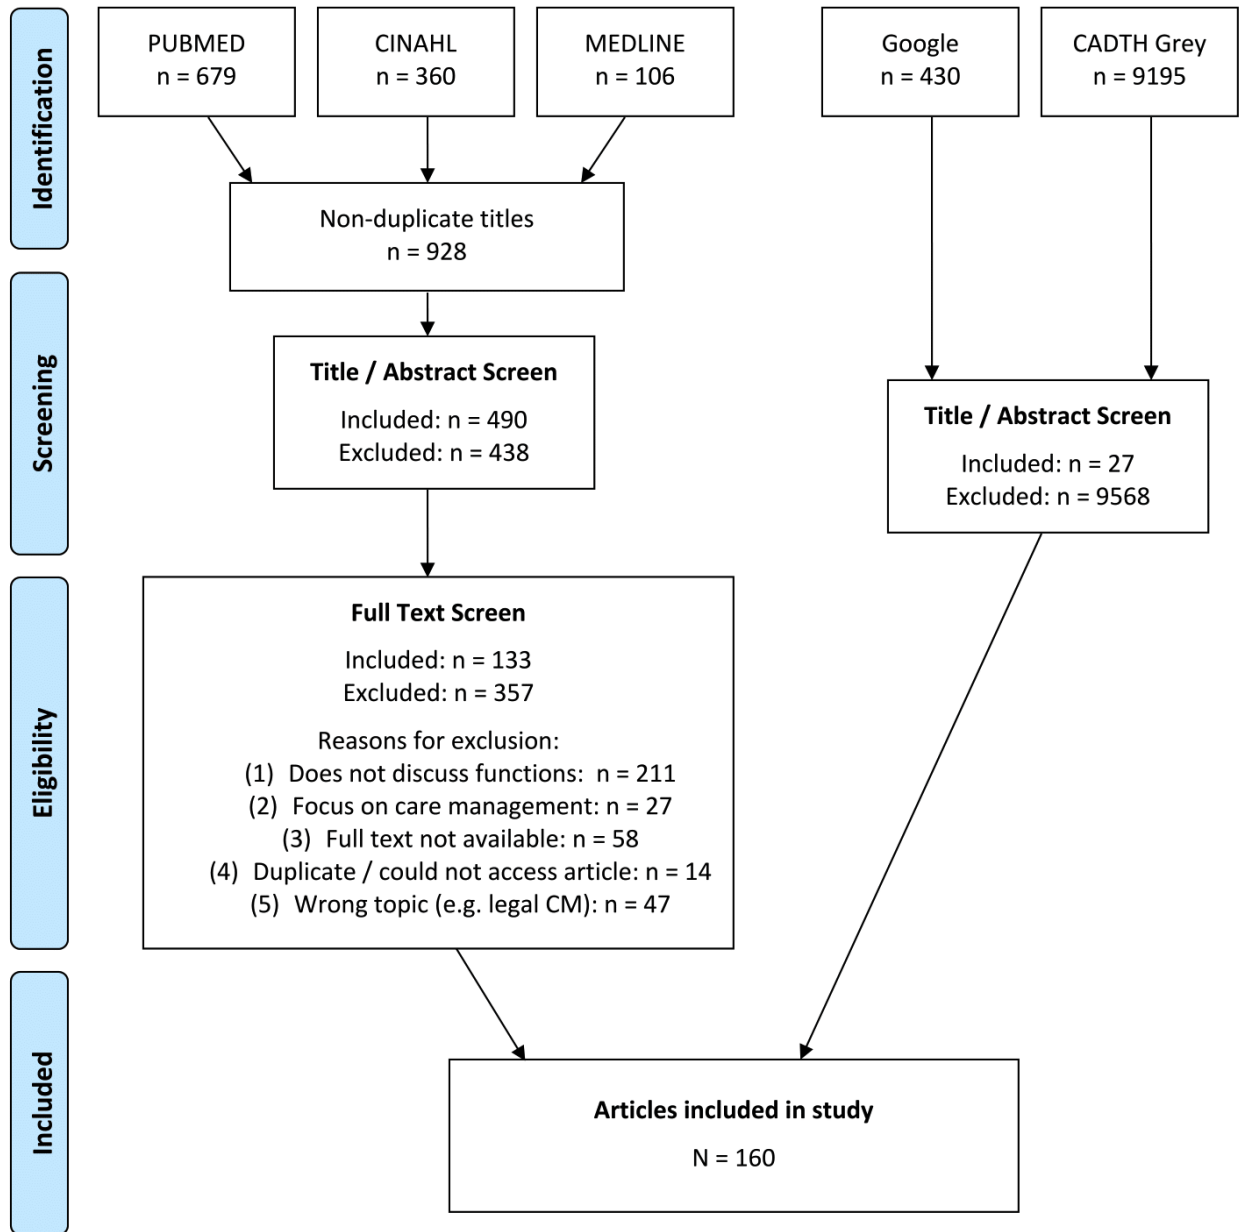 Identification
PUBMED
n = 679
CINAHL
n = 360
MEDLINE
n = 106
Google
n = 430
CADTH Grey
n = 9195
Non-duplicate titles
n = 928
Screening
Title / Abstract Screen
Included: n = 490
Excluded: n = 438
Title / Abstract Screen
Included: n = 27
Excluded: n = 9568
Eligibility
Full Text Screen
Included: n = 133
Excluded: n = 357
Reasons for exclusion:
(1) Does not discuss functions: n = 211
(2) Focus on care management: n = 27
(3) Full text not available: n = 58
(4) Duplicate / could not access article: n = 14
(5) Wrong topic (e.g. legal CM): n = 47
Included
Articles included in study
N = 160